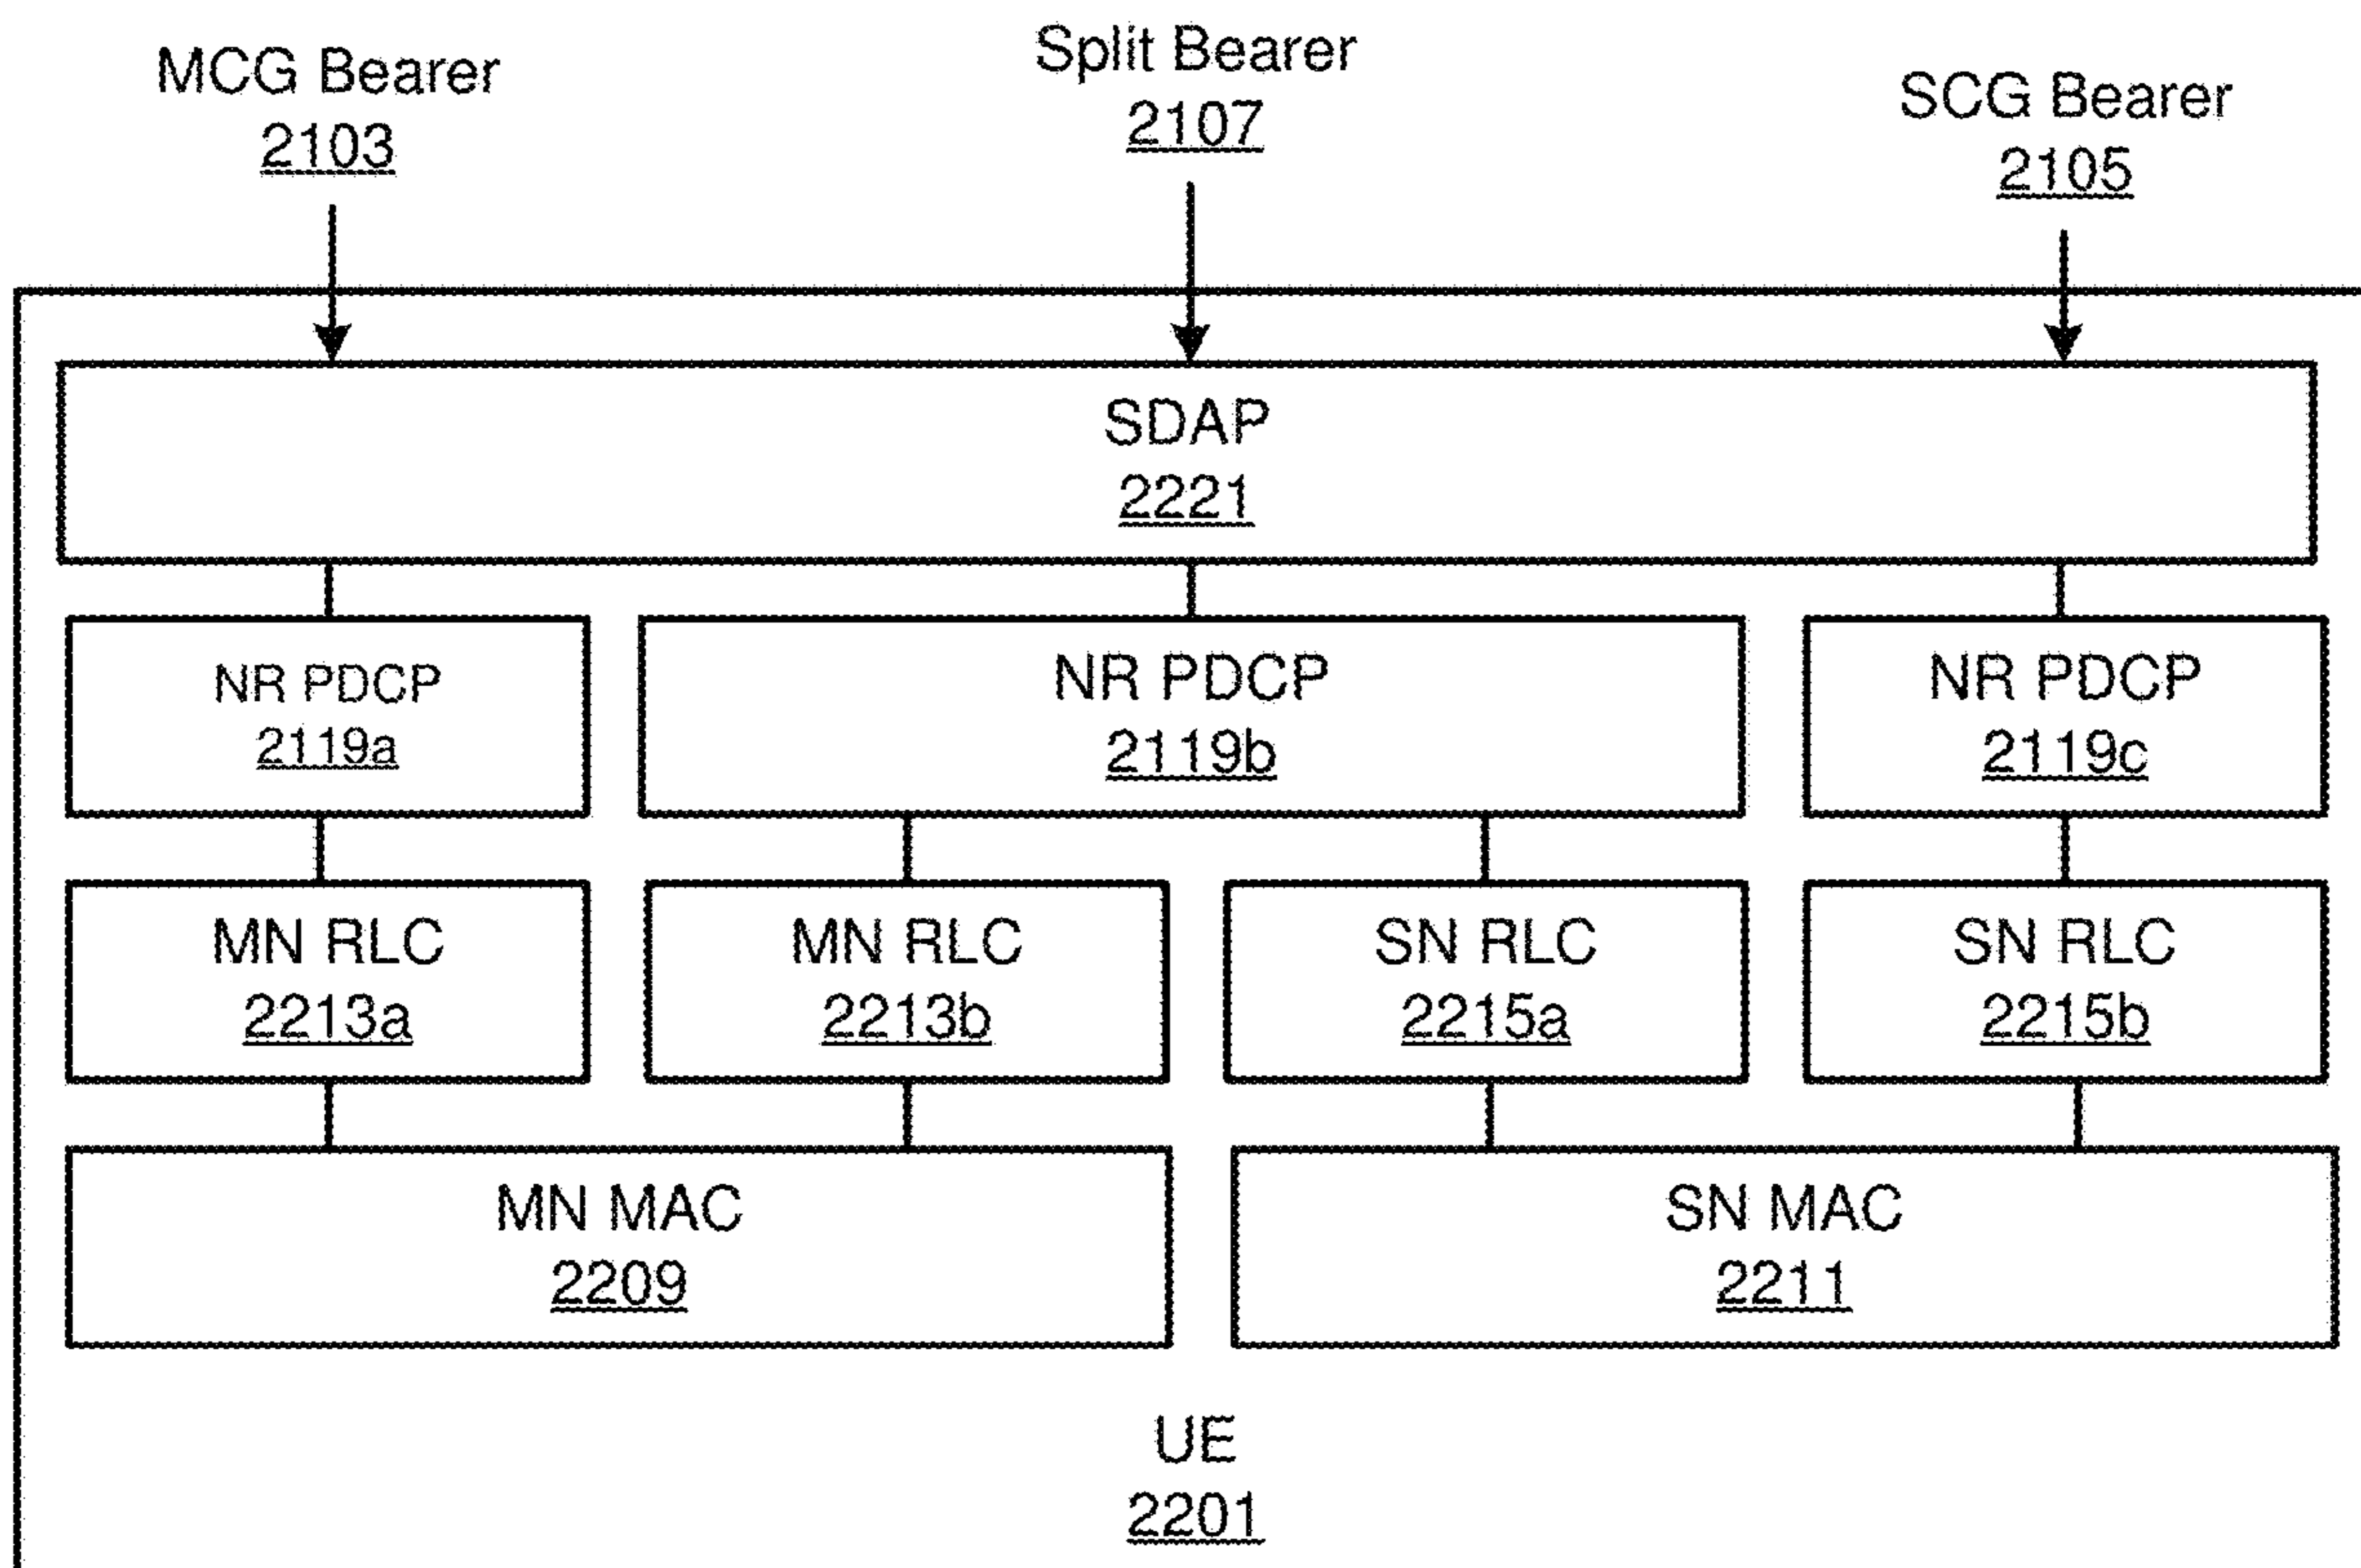 MCG Bearer
2103
Split Bearer
2107
SCG Bearer
2105
SDAP
2221
NR PDCP
2119a
NR PDCP
2119b
NR PDCP
2119c
MN RLC
2213a
MN RLC
2213b
SN RLC
2215a
SN RLC
2215b
MN MAC
2209
SN MAC
2211
UE
2201